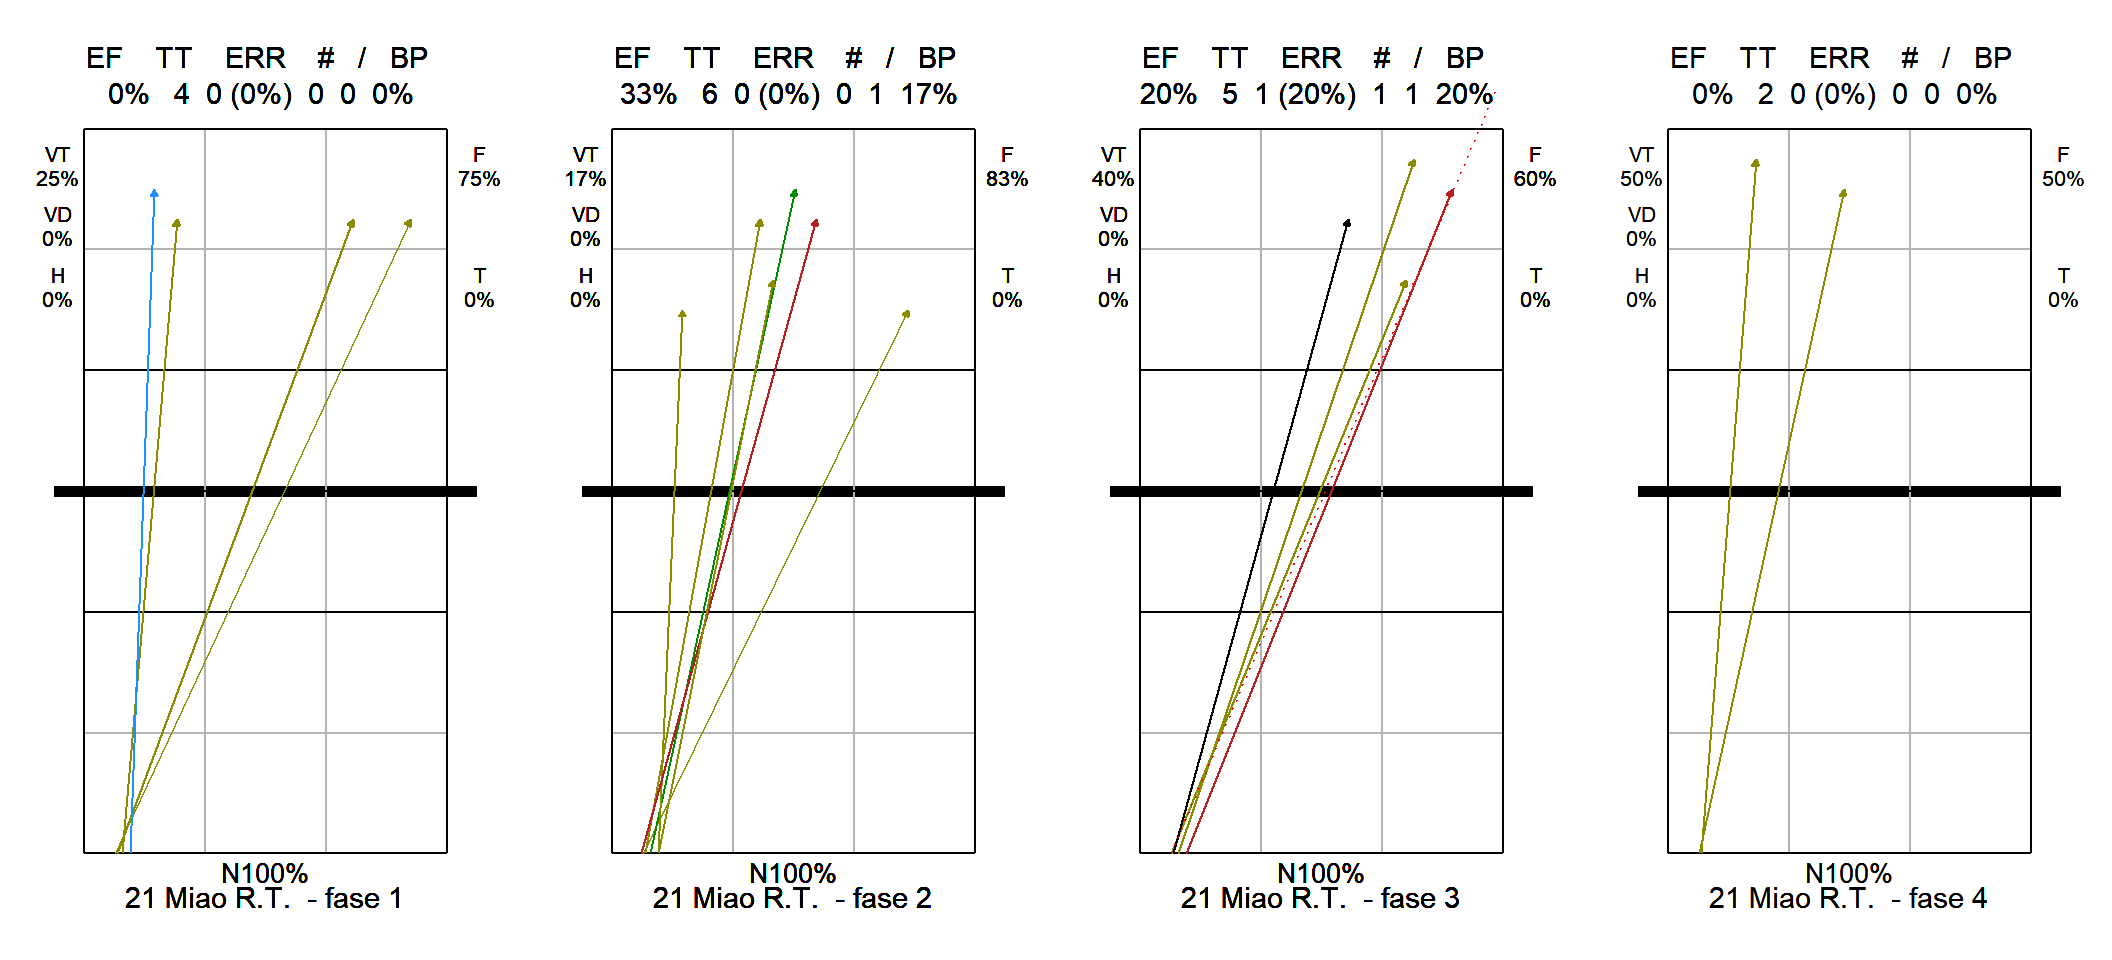 EF TT ERR # / BP
0% 4 0 (0%) 0 0 0%
VT
25%
VD
0%
H
0%
F
75%
T
0%
N100%
21 Miao R.T. - fase 1
EF TT ERR # / BP
33% 6 0 (0%) 0 1 17%
VT
17%
VD
0%
H
0%
F
83%
T
0%
N100%
21 Miao R.T. - fase 2
EF TT ERR # / BP
20% 5 1 (20%) 1 1 20%
VT
40%
VD
0%
H
0%
F
60%
T
0%
N100%
21 Miao R.T. - fase 3
EF TT ERR # / BP
0% 2 0 (0%) 0 0 0%
VT
50%
VD
0%
H
0%
F
50%
T
0%
N100%
21 Miao R.T. - fase 4